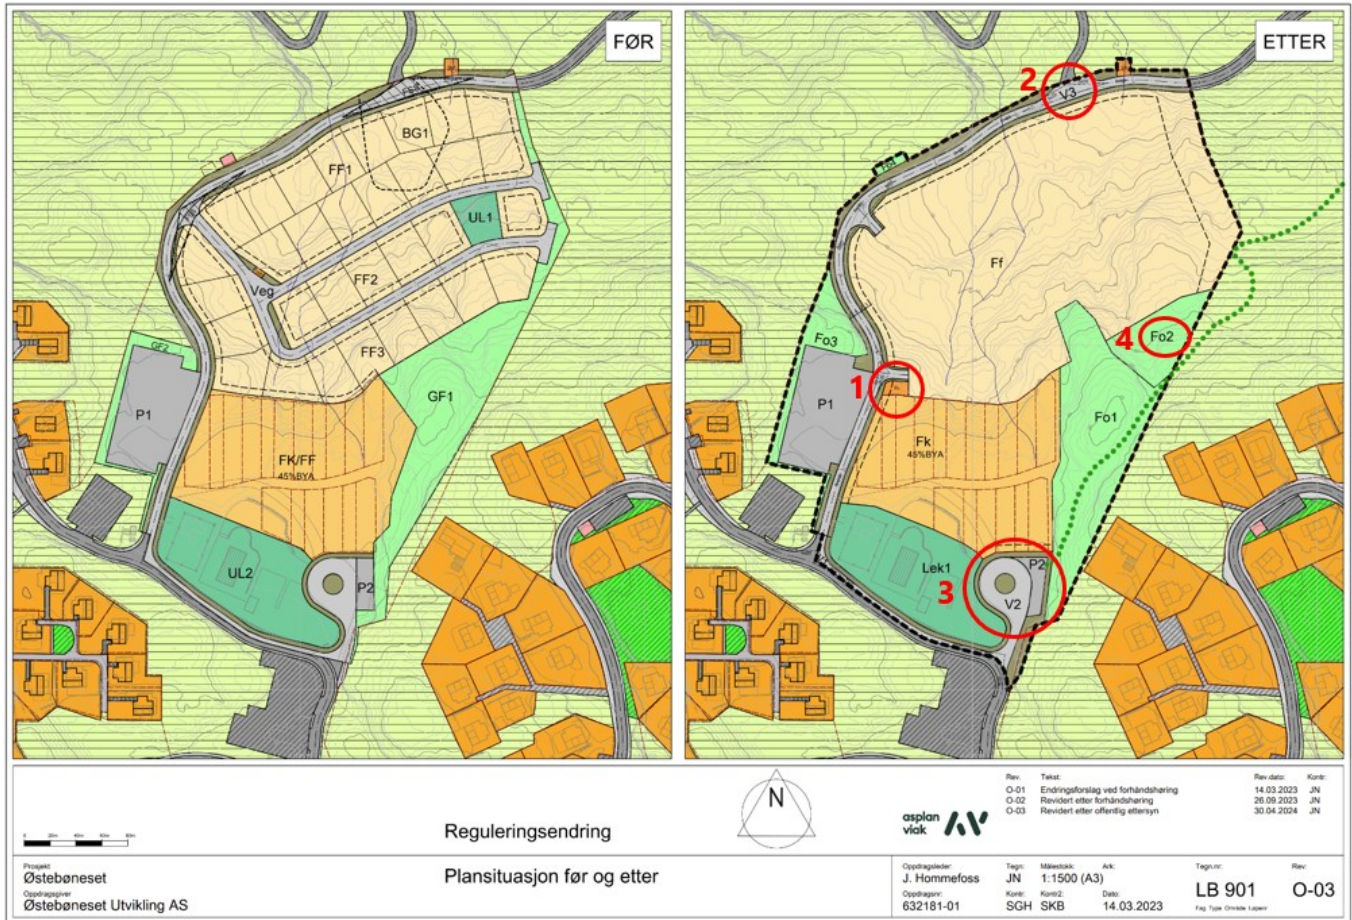 FØR
BG1
FF1
UL1
FF2
Veg
FF3
GF2
P1
GF1
FK/FF
45%BYA
UL2
P2
ETTER
2
V3
Ff
4
Fo2
Fo3
1
P1
Fo1
Fk
45%BYA
Lek1
P2
3
V2
N
Reguleringsendring
Plansituasjon før og etter
Prosjekt
Østebøneset
Oppdragsgiver
Østebøneset Utvikling AS
asplan
viak
Rev. Tekst: Rev.dato: Kontr:
O-01 Endringsforslag ved forhåndshøring 14.03.2023 JN
O-02 Revidert etter forhåndshøring 26.09.2023 JN
O-03 Revidert etter offentlig ettersyn 30.04.2024 JN
Oppdragsleder: Tegn: Målestokk: Ark: Tegn.nr: Rev:
J. Hommefoss JN 1:1500 (A3) LB 901 O-03
Oppdragsnr: Kontr: Kontr2: Dato:
632181-01 SGH SKB 14.03.2023